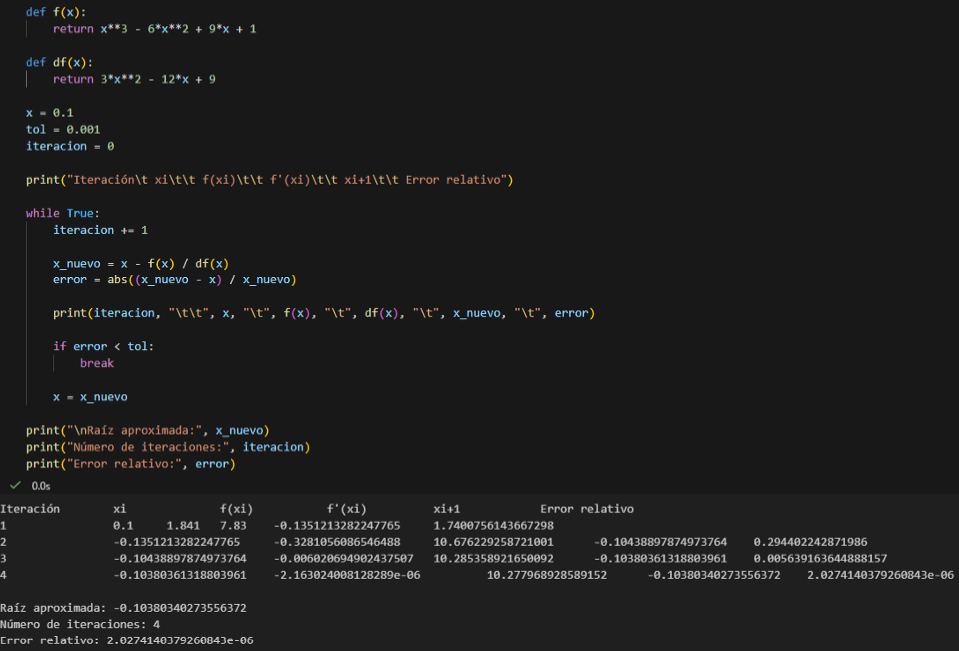 def f(x):
    return x**3 - 6*x**2 + 9*x + 1

def df(x):
    return 3*x**2 - 12*x + 9

x = 0.1
tol = 0.001
iteracion = 0

print("Iteración\t xi\t\t f(xi)\t\t f'(xi)\t\t xi+1\t\t Error relativo")

while True:
    iteracion += 1

    x_nuevo = x - f(x) / df(x)
    error = abs((x_nuevo - x) / x_nuevo)

    print(iteracion, "\t\t", x, "\t", f(x), "\t", df(x), "\t", x_nuevo, "\t", error)

    if error < tol:
        break

    x = x_nuevo

print("\nRaíz aproximada:", x_nuevo)
print("Número de iteraciones:", iteracion)
print("Error relativo:", error)
0.0s
Iteración xi f(xi) f'(xi) xi+1 Error relativo
1 0.1 1.841 7.83 -0.1351213282247765 1.7400756143667298
2 -0.1351213282247765 -0.3281056086546488 10.676229258721001 -0.10438897874973764 0.294402242871986
3 -0.10438897874973764 -0.006020694902437507 10.285358921650092 -0.10380361318803961 0.005639163644888157
4 -0.10380361318803961 -2.163024008128289e-06 10.277968928589152 -0.10380340273556372 2.0274140379260843e-06

Raíz aproximada: -0.10380340273556372
Número de iteraciones: 4
Error relativo: 2.0274140379260843e-06